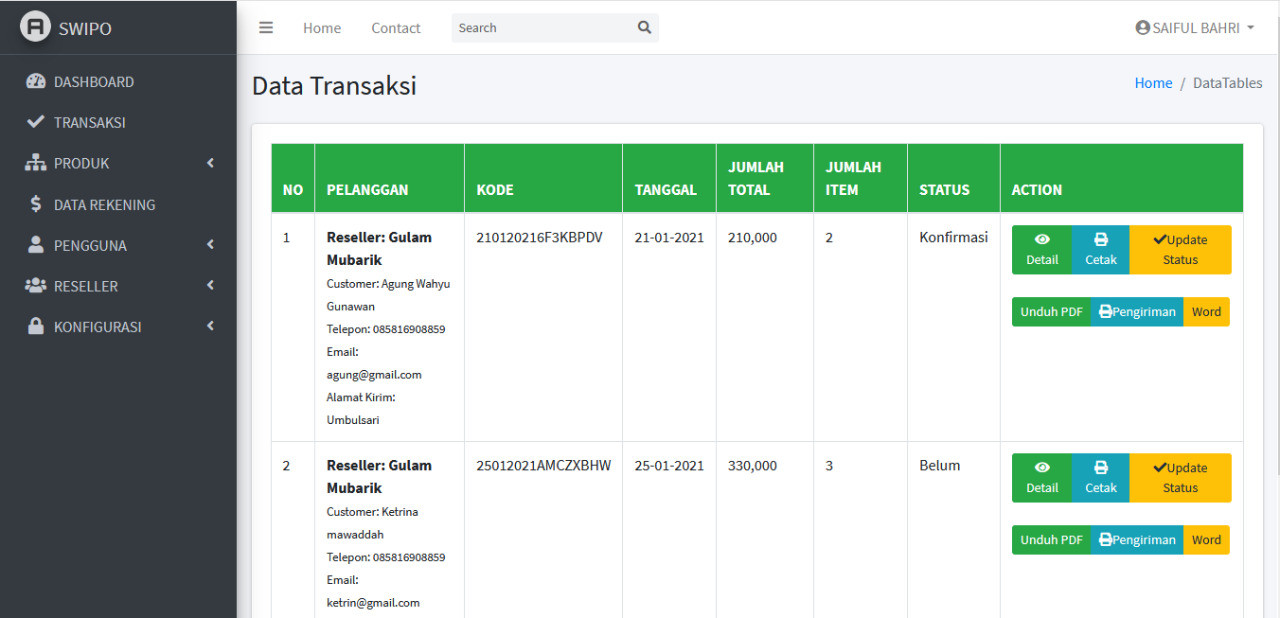 SWIPO
Home Contact Search SAIFUL BAHRI
DASHBOARD
TRANSAKSI
PRODUK
DATA REKENING
PENGGUNA
RESELLER
KONFIGURASI
Data Transaksi
Home / DataTables
NO PELANGGAN KODE TANGGAL JUMLAH TOTAL JUMLAH ITEM STATUS ACTION
1 Reseller: Gulam 210120216F3KBPDV 21-01-2021 210,000 2 Konfirmasi
Mubarik
Customer: Agung Wahyu
Gunawan
Telepon: 085816908859
Email:
agung@gmail.com
Alamat Kirim:
Umbulsari
Detail Cetak Update Status
Unduh PDF Pengiriman Word
2 Reseller: Gulam 25012021AMCZXBHW 25-01-2021 330,000 3 Belum
Mubarik
Customer: Ketrina
mawaddah
Telepon: 085816908859
Email:
ketrin@gmail.com
Detail Cetak Update Status
Unduh PDF Pengiriman Word